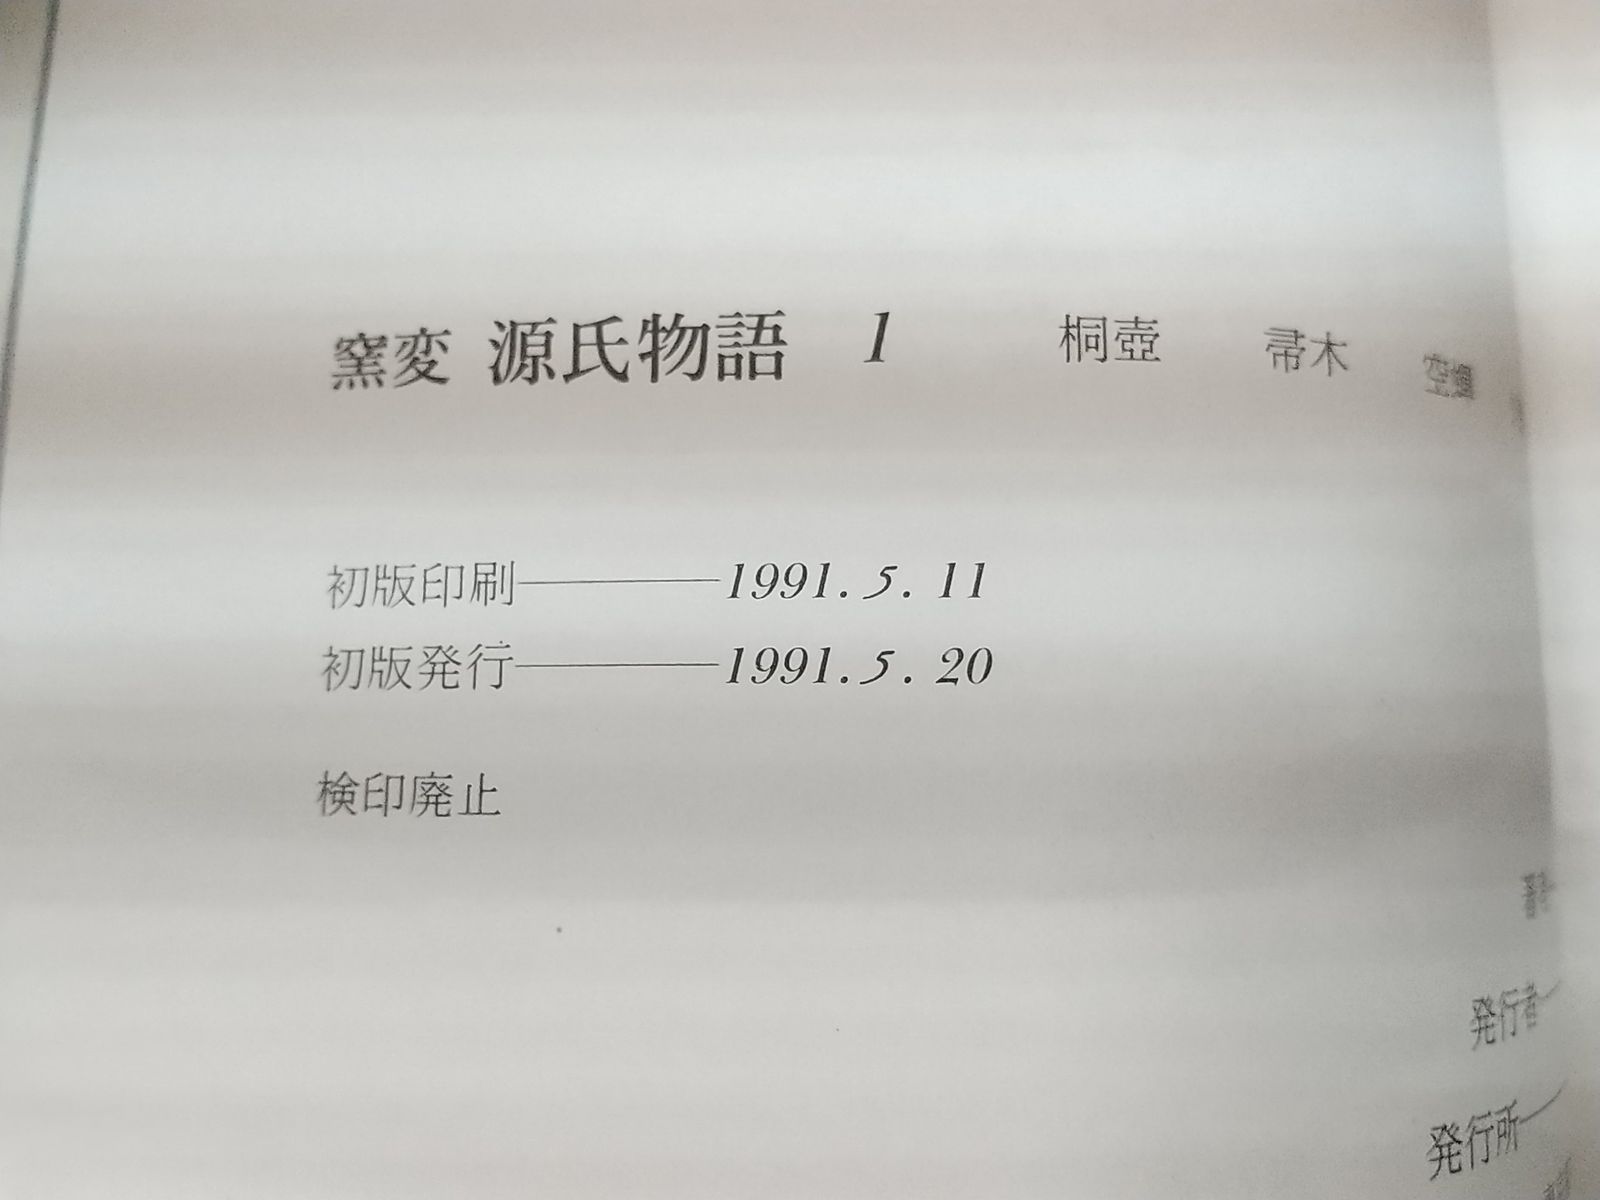 窯変 源氏物語 1 桐壺 帚木 空蟬
初版印刷―――1991.5.11
初版発行―――1991.5.20
検印廃止
発行者
発行所